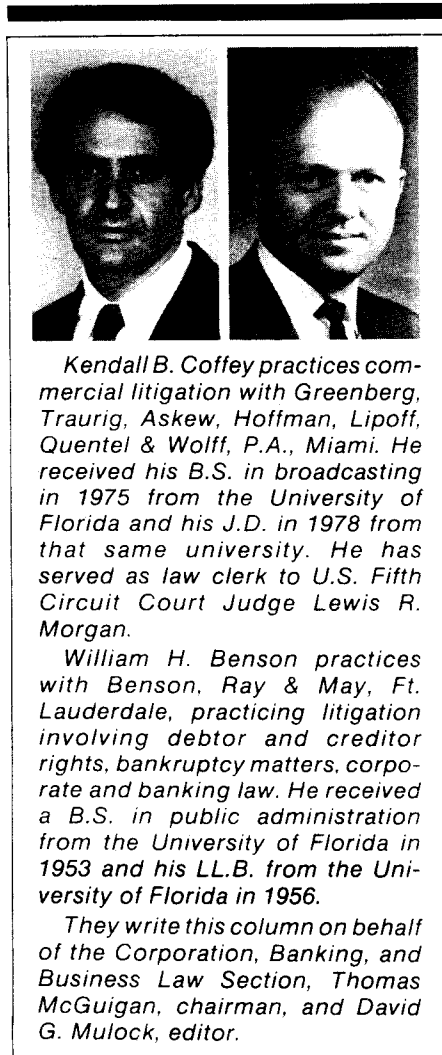 Kendall B. Coffey practices com-
mercial litigation with Greenberg,
Traurig, Askew, Hoffman, Lipoff,
Quentel & Wolff, P.A., Miami. He
received his B.S. in broadcasting
in 1975 from the University of
Florida and his J.D. in 1978 from
that same university. He has
served as law clerk to U.S. Fifth
Circuit Court Judge Lewis R.
Morgan.
William H. Benson practices
with Benson, Ray & May, Ft.
Lauderdale, practicing litigation
involving debtor and creditor
rights, bankruptcy matters, corpo-
rate and banking law. He received
a B.S. in public administration
from the University of Florida in
1953 and his LL.B. from the Uni-
versity of Florida in 1956.
They write this column on behalf
of the Corporation, Banking, and
Business Law Section, Thomas
McGuigan, chairman, and David
G. Mulock, editor.